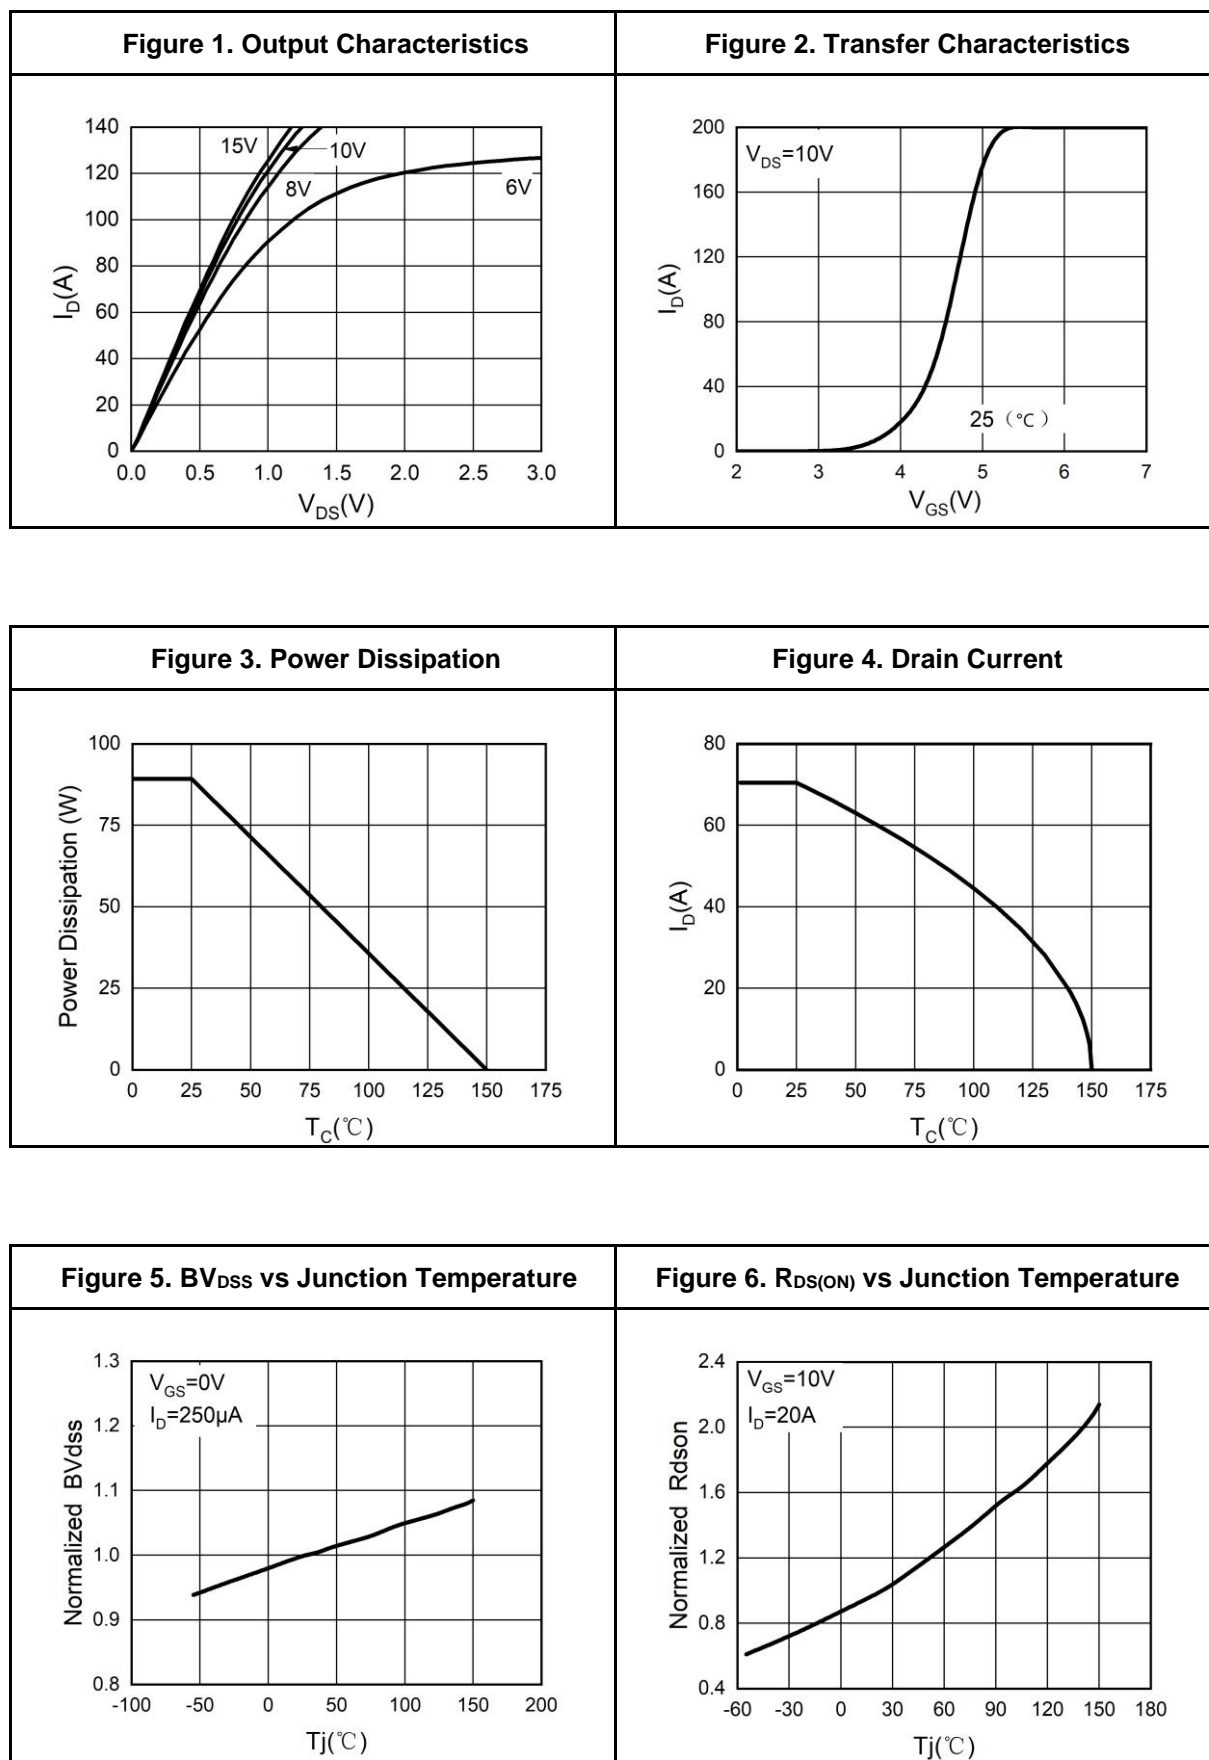 Figure 1. Output Characteristics
Figure 2. Transfer Characteristics
140
120
100
80
60
40
20
0
I_D(A)
15V
10V
8V
6V
0.0 0.5 1.0 1.5 2.0 2.5 3.0
V_DS(V)
200
160
120
80
40
0
I_D(A)
V_DS=10V
25（℃）
2 3 4 5 6 7
V_GS(V)
Figure 3. Power Dissipation
Figure 4. Drain Current
100
75
50
25
0
Power Dissipation (W)
0 25 50 75 100 125 150 175
T_C(℃)
80
60
40
20
0
I_D(A)
0 25 50 75 100 125 150 175
T_C(℃)
Figure 5. BV_DSS vs Junction Temperature
Figure 6. R_DS(ON) vs Junction Temperature
1.3
1.2
1.1
1.0
0.9
0.8
Normalized BVdss
V_GS=0V
I_D=250μA
-100 -50 0 50 100 150 200
Tj(℃)
2.4
2.0
1.6
1.2
0.8
0.4
Normalized Rdson
V_GS=10V
I_D=20A
-60 -30 0 30 60 90 120 150 180
Tj(℃)